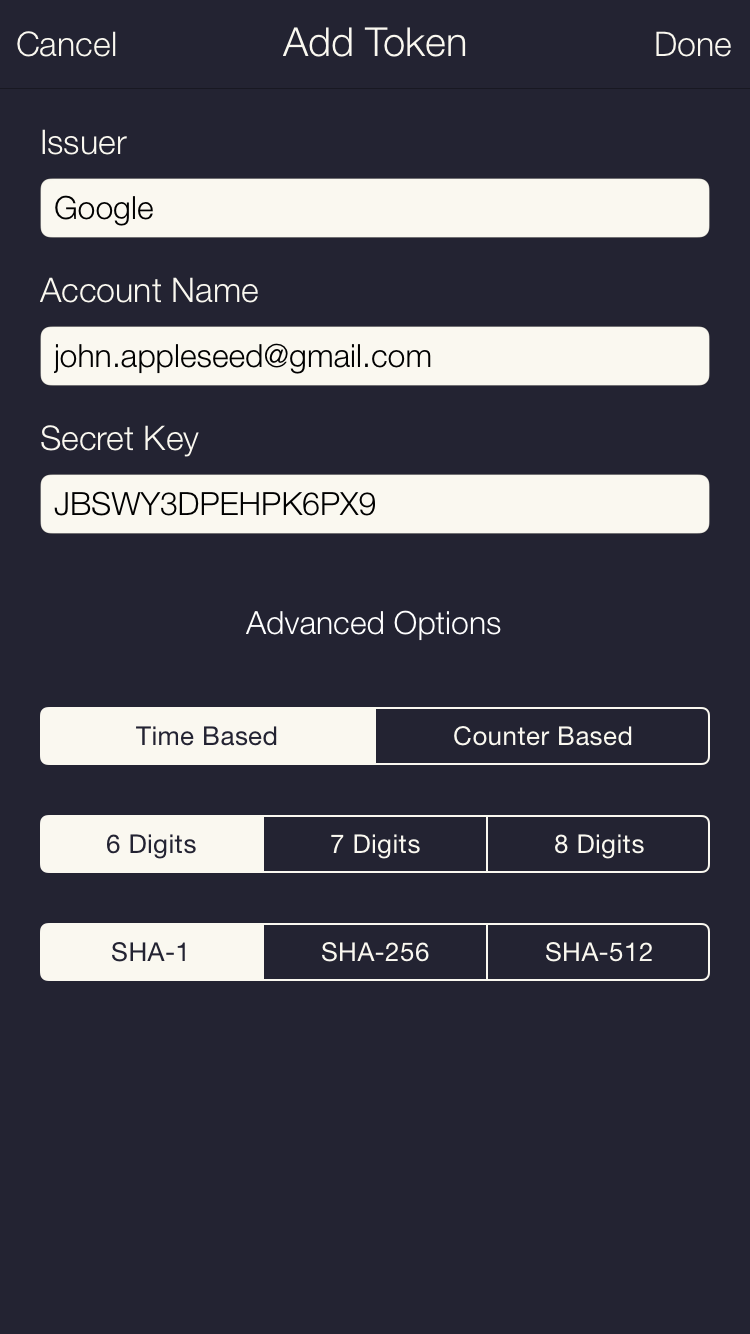 Cancel Add Token Done
Issuer
Google
Account Name
john.appleseed@gmail.com
Secret Key
JBSWY3DPEHPK6PX9
Advanced Options
Time Based Counter Based
6 Digits 7 Digits 8 Digits
SHA-1 SHA-256 SHA-512